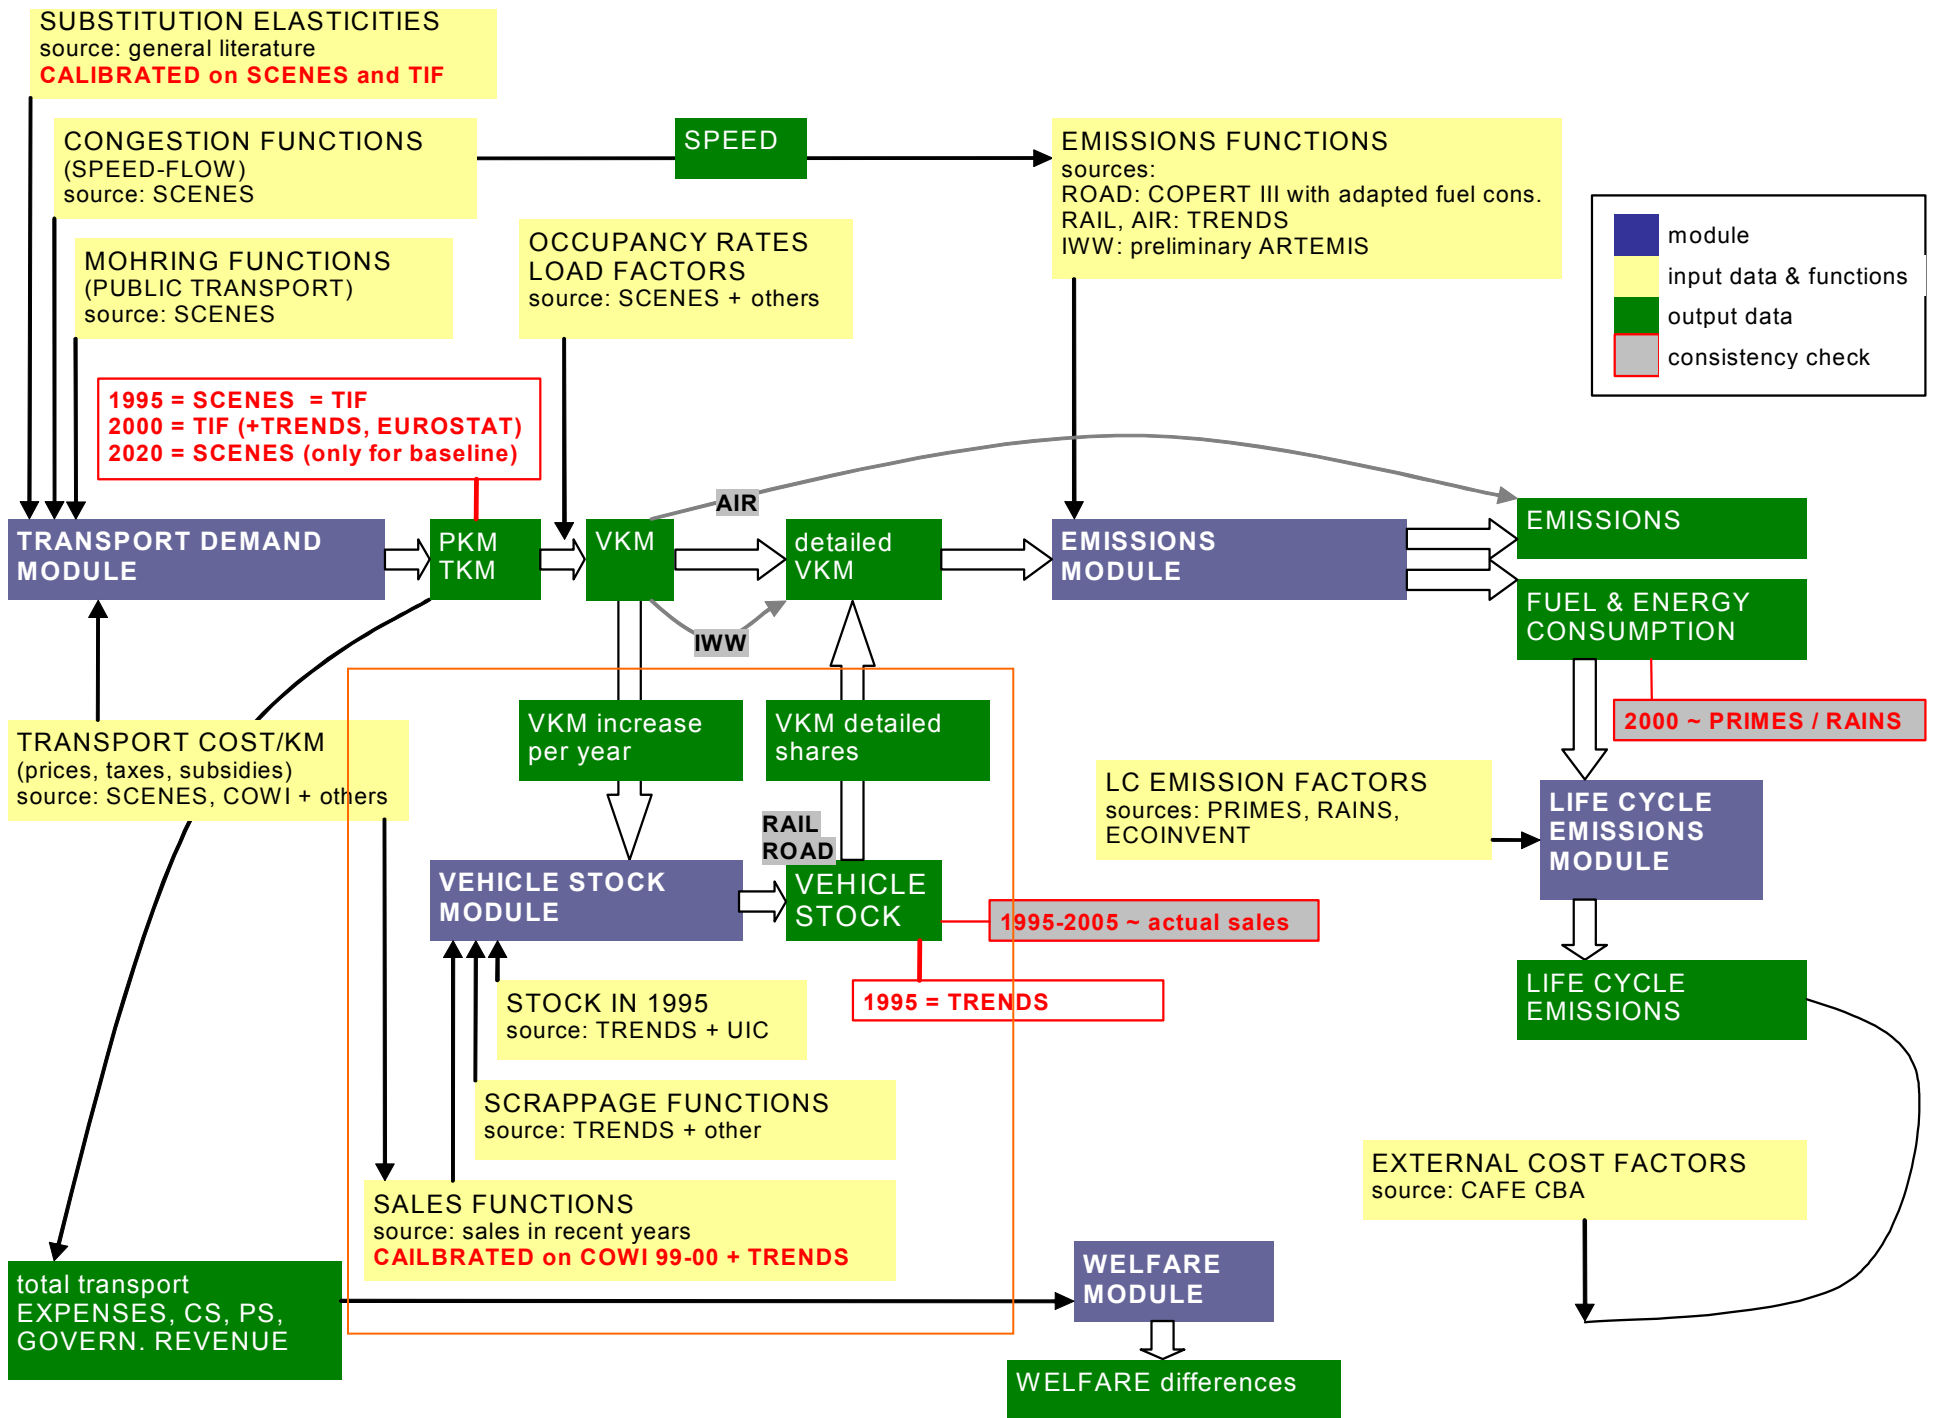 SUBSTITUTION ELASTICITIES
source: general literature
CALIBRATED on SCENES and TIF
CONGESTION FUNCTIONS
(SPEED-FLOW)
source: SCENES
SPEED
EMISSIONS FUNCTIONS
sources:
ROAD: COPERT III with adapted fuel cons.
RAIL, AIR: TRENDS
IWW: preliminary ARTEMIS
module
input data & functions
output data
consistency check
MOHRING FUNCTIONS
(PUBLIC TRANSPORT)
source: SCENES
OCCUPANCY RATES
LOAD FACTORS
source: SCENES + others
1995 = SCENES = TIF
2000 = TIF (+TRENDS, EUROSTAT)
2020 = SCENES (only for baseline)
AIR
TRANSPORT DEMAND
MODULE
PKM
TKM
VKM
detailed
VKM
EMISSIONS
MODULE
EMISSIONS
FUEL & ENERGY
CONSUMPTION
IWW
2000 ~ PRIMES / RAINS
TRANSPORT COST/KM
(prices, taxes, subsidies)
source: SCENES, COWI + others
VKM increase
per year
VKM detailed
shares
LC EMISSION FACTORS
sources: PRIMES, RAINS,
ECOINVENT
LIFE CYCLE
EMISSIONS
MODULE
RAIL
ROAD
VEHICLE STOCK
MODULE
VEHICLE
STOCK
1995-2005 ~ actual sales
1995 = TRENDS
LIFE CYCLE
EMISSIONS
STOCK IN 1995
source: TRENDS + UIC
SCRAPPAGE FUNCTIONS
source: TRENDS + other
EXTERNAL COST FACTORS
source: CAFE CBA
SALES FUNCTIONS
source: sales in recent years
CAILBRATED on COWI 99-00 + TRENDS
total transport
EXPENSES, CS, PS,
GOVERN. REVENUE
WELFARE
MODULE
WELFARE differences